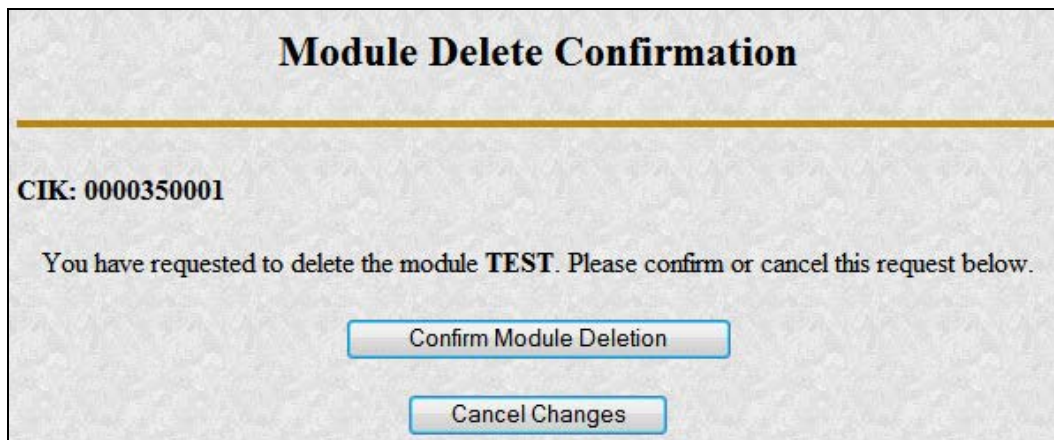 Module Delete Confirmation
CIK: 0000350001
You have requested to delete the module TEST. Please confirm or cancel this request below.
Confirm Module Deletion
Cancel Changes